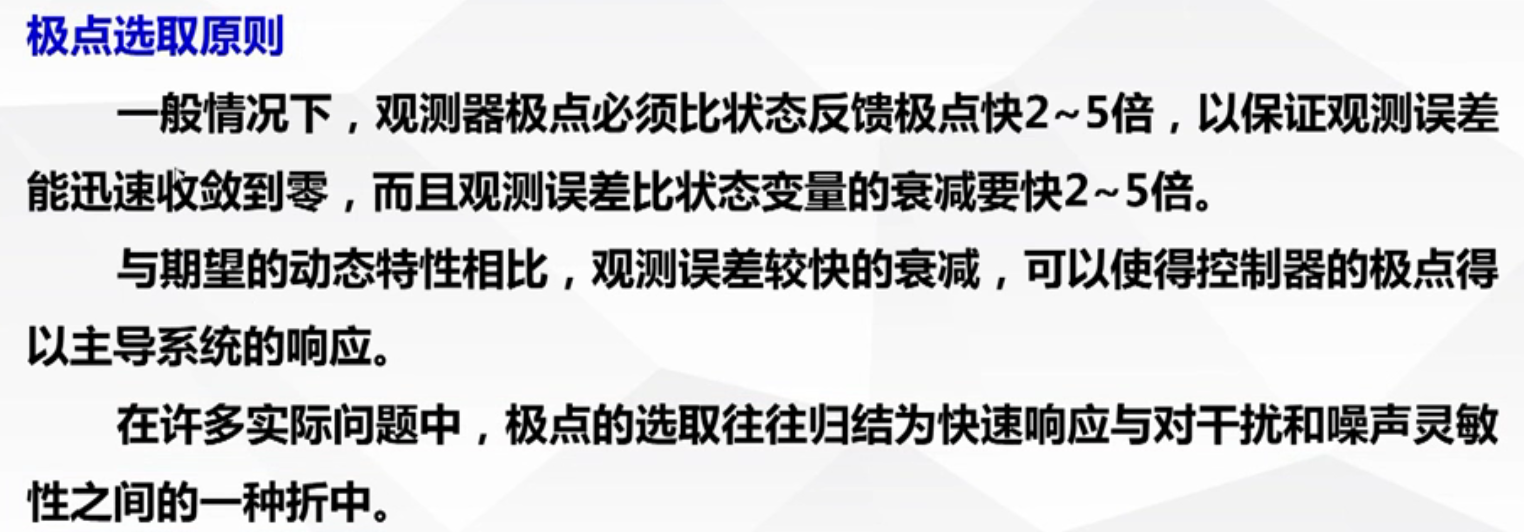 极点选取原则
一般情况下，观测器极点必须比状态反馈极点快2~5倍，以保证观测误差
能迅速收敛到零，而且观测误差比状态变量的衰减要快2~5倍。
与期望的动态特性相比，观测误差较快的衰减，可以使得控制器的极点得
以主导系统的响应。
在许多实际问题中，极点的选取往往归结为快速响应与对干扰和噪声灵敏
性之间的一种折中。